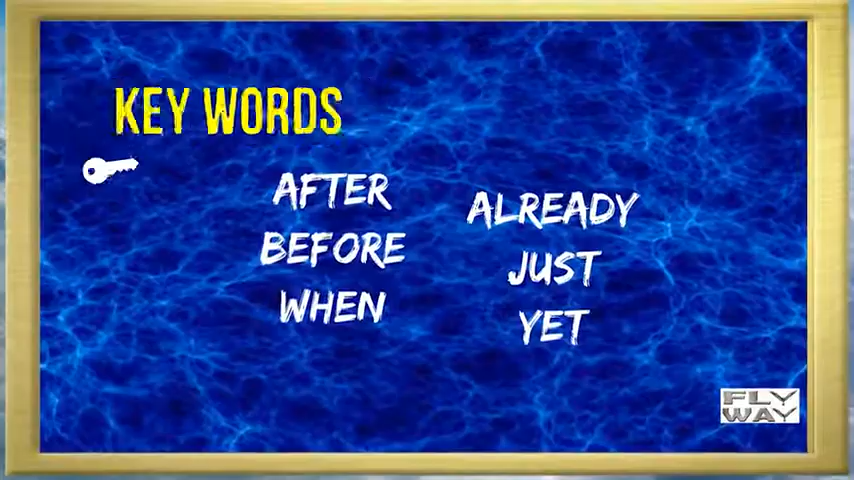 KEY WORDS
AFTER
BEFORE
WHEN
ALREADY
JUST
YET
FLY
WAY